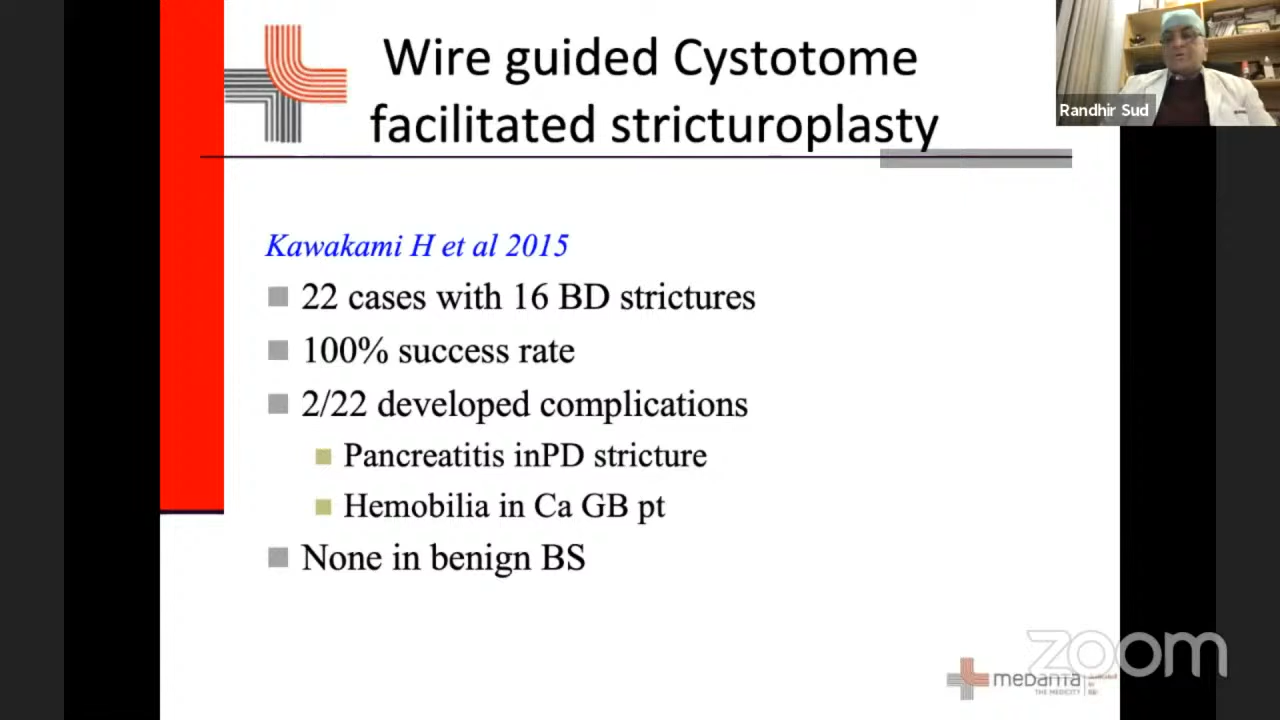 Wire guided Cystotome
facilitated stricturoplasty
Randhir Sud
Kawakami H et al 2015
22 cases with 16 BD strictures
100% success rate
2/22 developed complications
Pancreatitis inPD stricture
Hemobilia in Ca GB pt
None in benign BS
zoom
medanta
THE MEDICITY